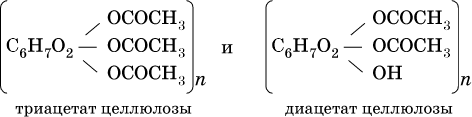 OCOCH₃ OCOCH₃
C₆H₇O₂ — OCOCH₃ и C₆H₇O₂ — OCOCH₃
OCOCH₃ n OH n
триацетат целлюлозы диацетат целлюлозы